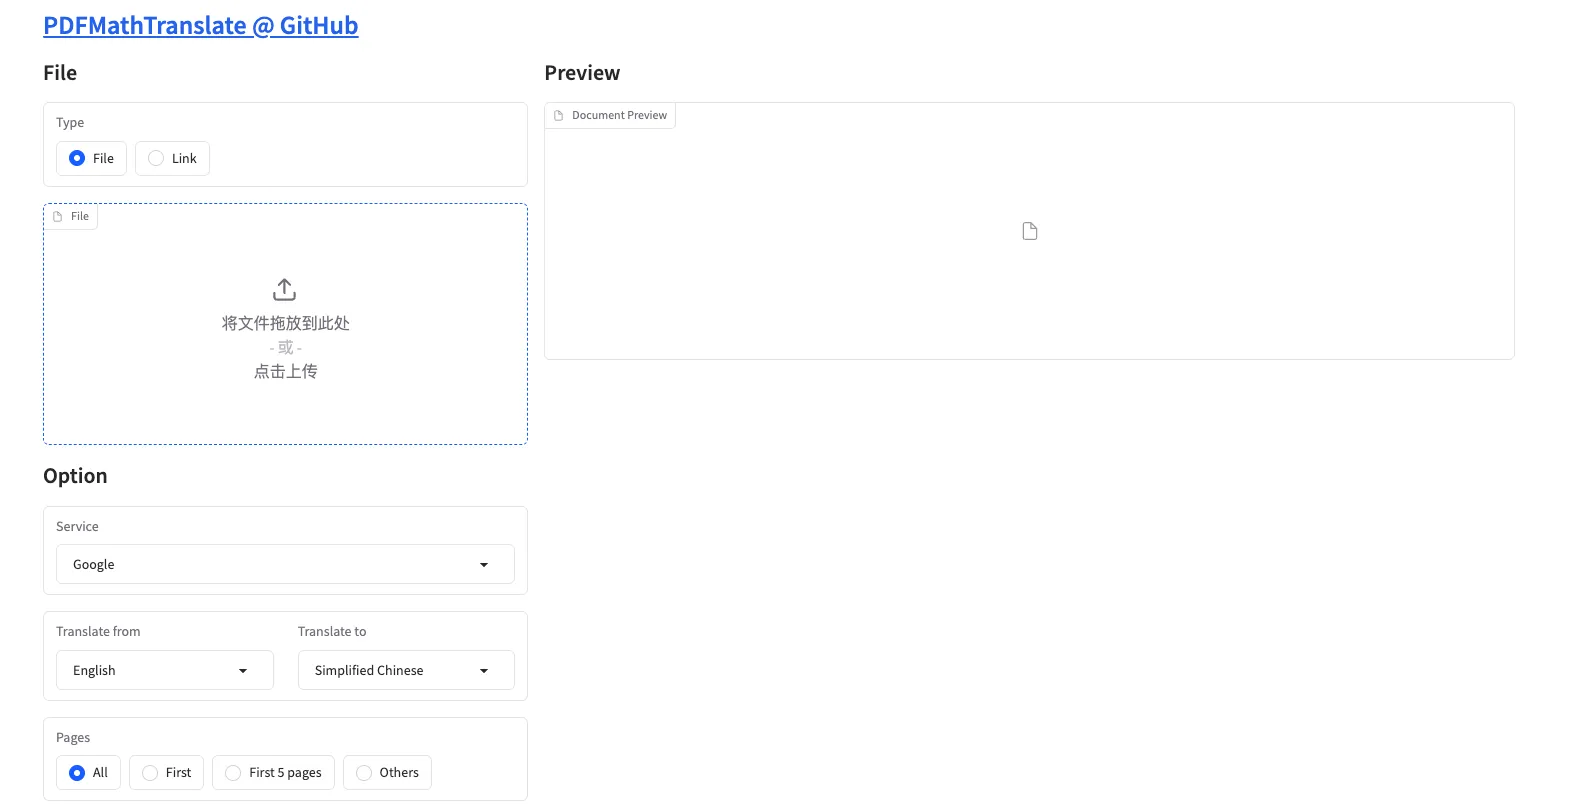 PDFMathTranslate @ GitHub
File
Type
File
Link
File
将文件拖放到此处
- 或 -
点击上传
Option
Service
Google
Translate from
Translate to
English
Simplified Chinese
Pages
All
First
First 5 pages
Others
Preview
Document Preview